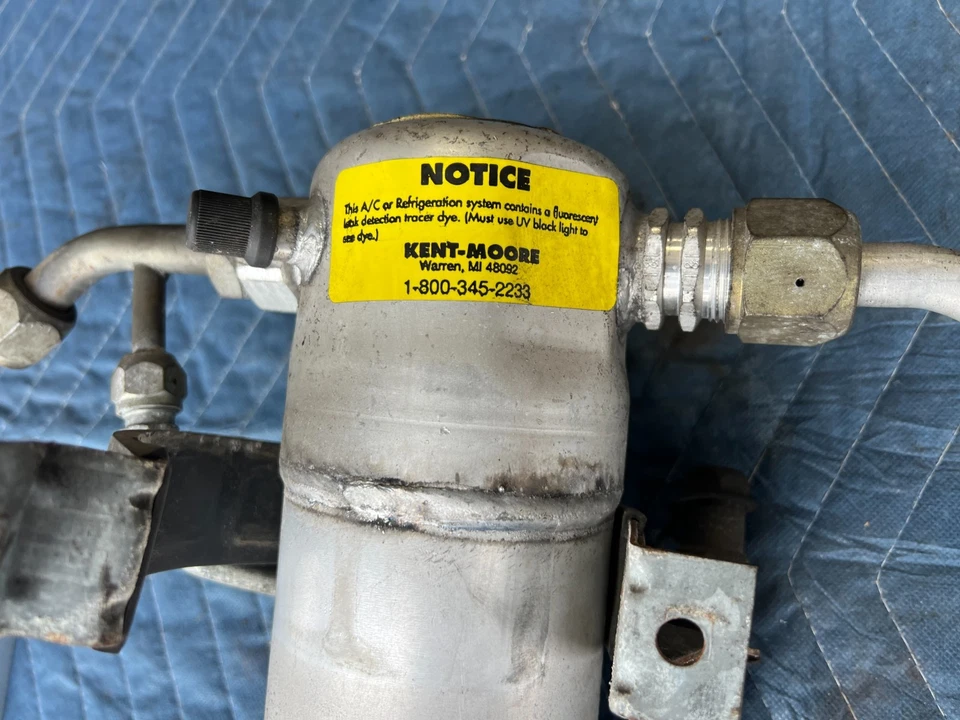 NOTICE
This A/C or Refrigeration system contains a fluorescent
leak detection tracer dye. (Must use UV black light to
see dye.)
KENT-MOORE
Warren, MI 48092
1-800-345-2233